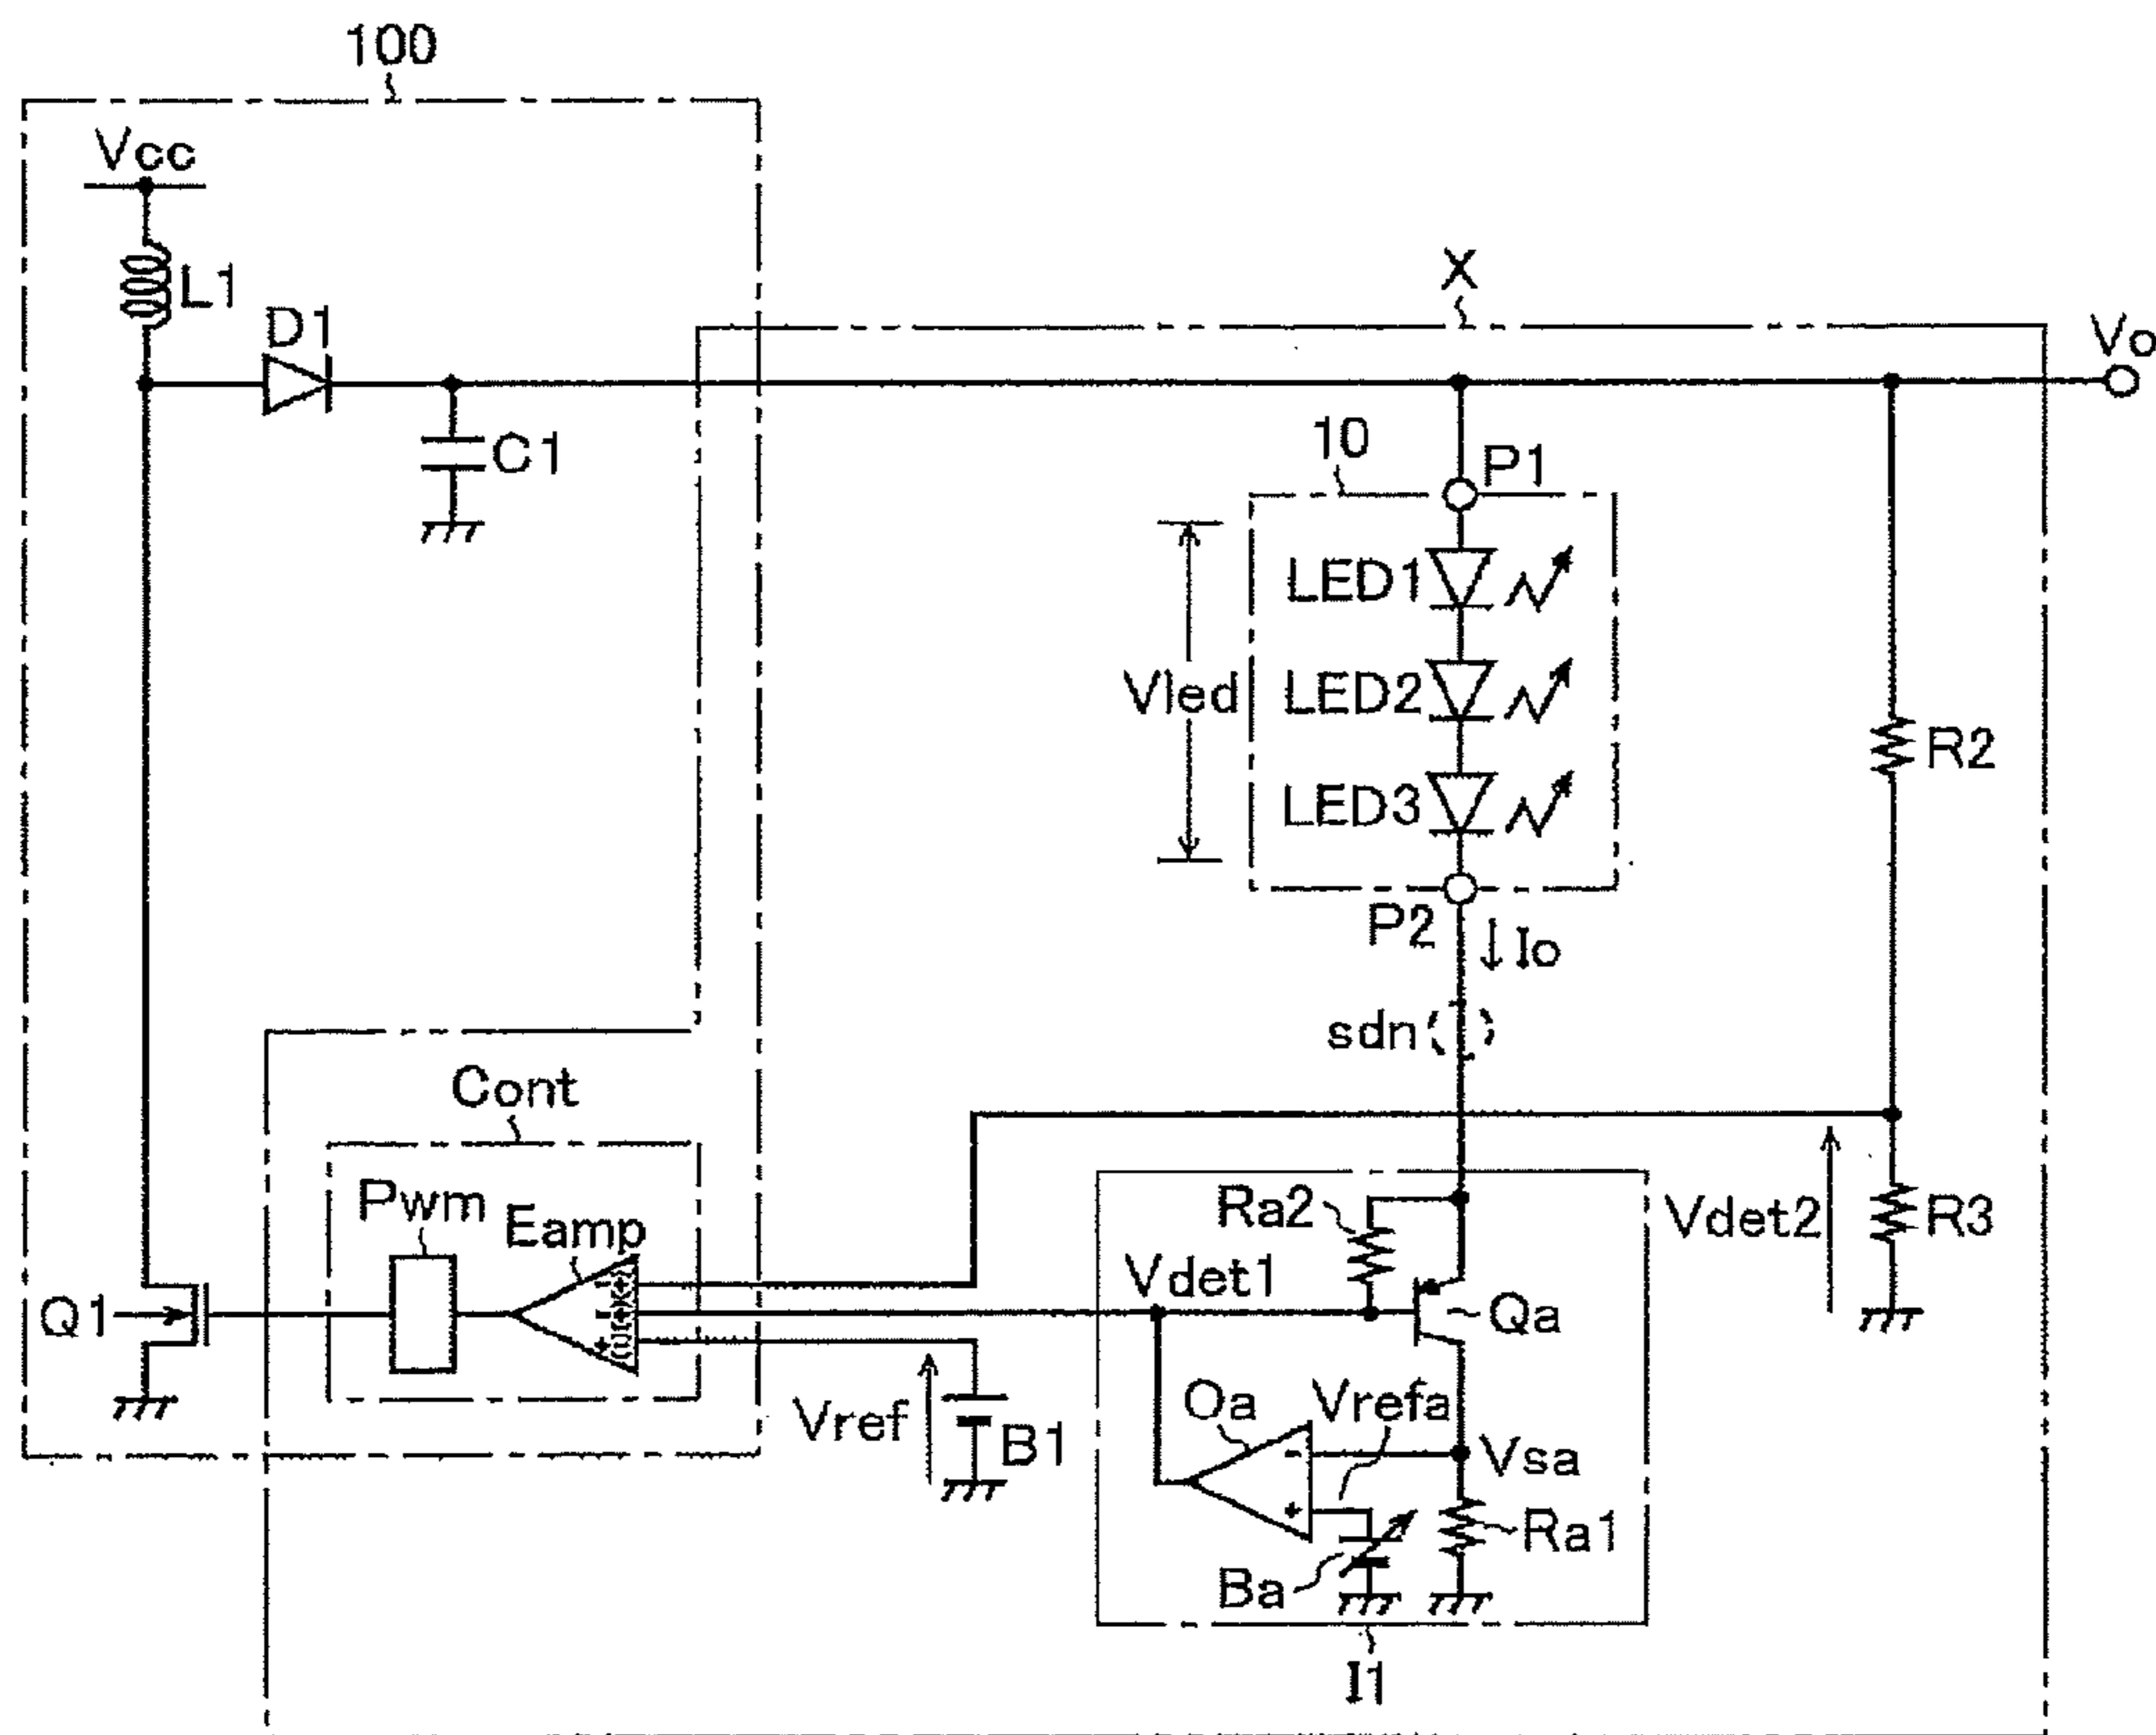 100
Vcc
L1
D1
C1
X
Vo
10
P1
LED1
LED2
LED3
Vled
P2
Io
sdn
R2
R3
Vdet2
Cont
Pwm
Eamp
Q1
Vref
B1
Ra2
Vdet1
Qa
Oa
Vrefa
Vsa
Ra1
Ba
I1